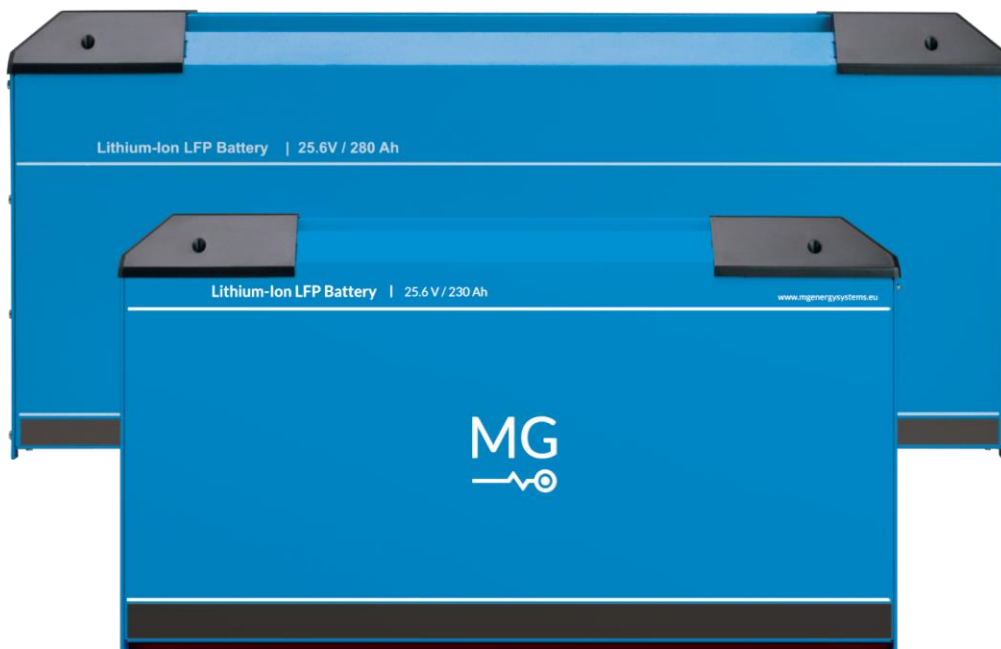 Lithium-Ion LFP Battery | 25.6V / 280 Ah
Lithium-Ion LFP Battery | 25.6 V / 230 Ah
www.mgenergysystems.eu
MG